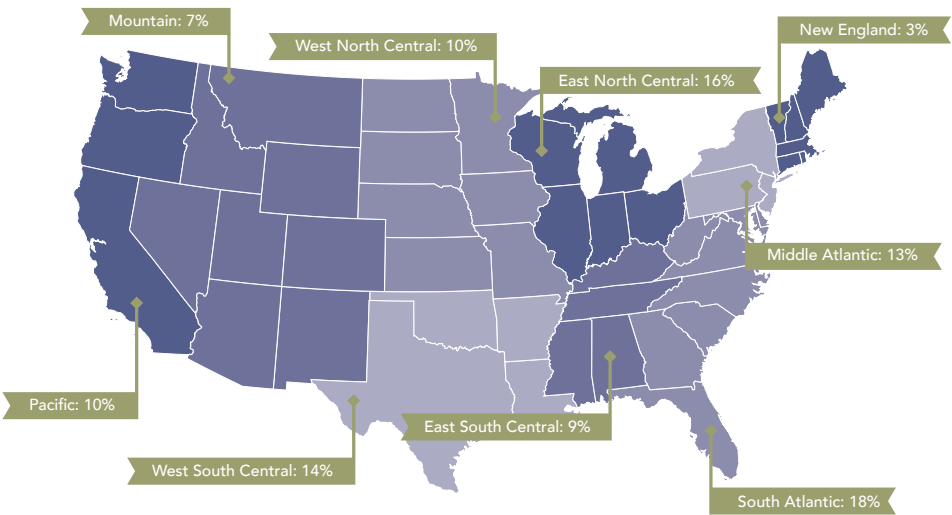 Mountain: 7%
New England: 3%
West North Central: 10%
East North Central: 16%
Middle Atlantic: 13%
Pacific: 10%
East South Central: 9%
West South Central: 14%
South Atlantic: 18%